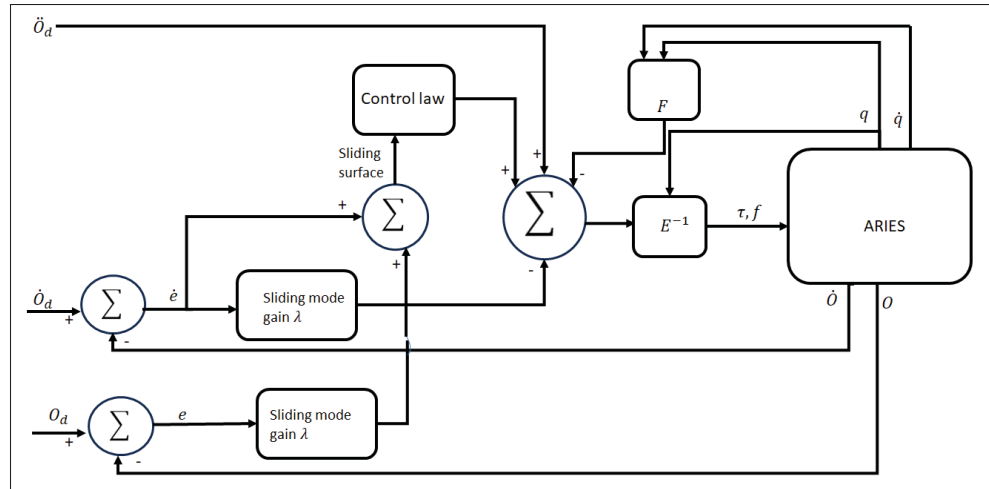 Ö_d
Control law
F
q
q̇
Sliding
surface
+
+
-
+
∑
∑
E⁻¹
τ, f
ARIES
+
-
Ȯ_d
∑
ė
Sliding mode
gain λ
Ȯ
O
+
-
O_d
∑
e
Sliding mode
gain λ
+
-